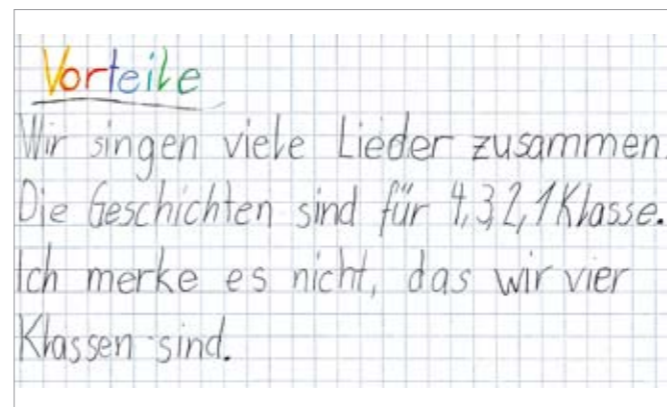 Vorteile
Wir singen viele Lieder zusammen.
Die Geschichten sind für 4,3,2,1 Klasse.
Ich merke es nicht, das wir vier
Klassen sind.